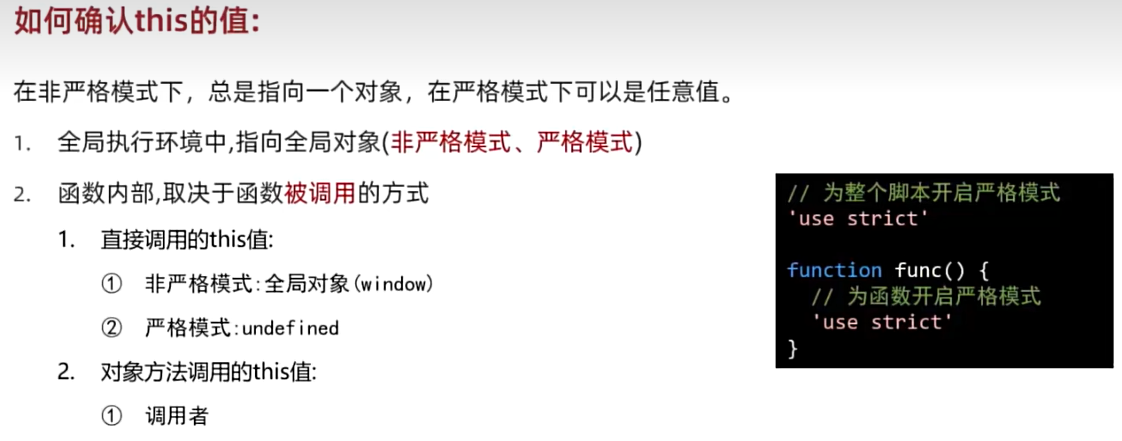 如何确认this的值:
在非严格模式下，总是指向一个对象，在严格模式下可以是任意值。
1. 全局执行环境中,指向全局对象(非严格模式、严格模式)
2. 函数内部,取决于函数被调用的方式
1. 直接调用的this值:
① 非严格模式:全局对象(window)
② 严格模式:undefined
2. 对象方法调用的this值:
① 调用者
// 为整个脚本开启严格模式
'use strict'
function func() {
// 为函数开启严格模式
'use strict'
}